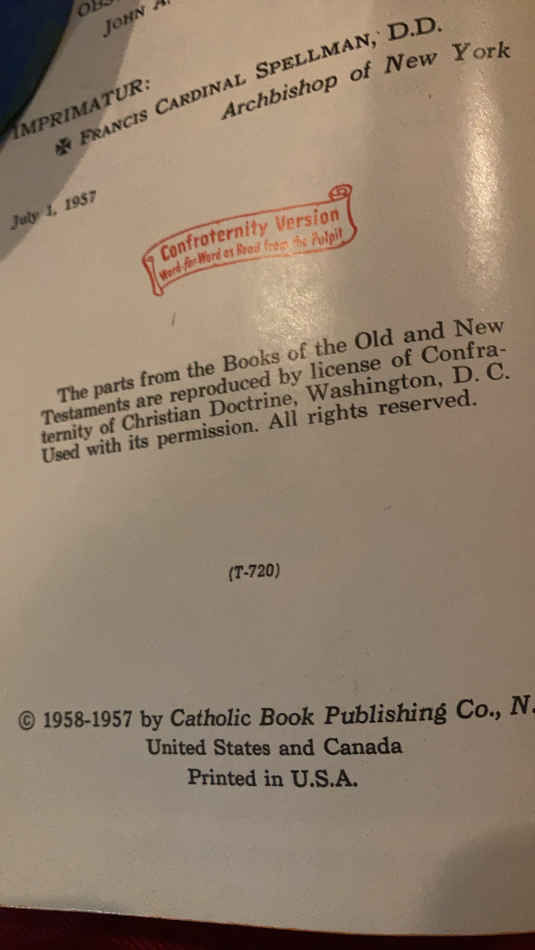 JOHN A.
IMPRIMATUR:
✠ FRANCIS CARDINAL SPELLMAN, D.D.
Archbishop of New York
July 1, 1957
Confraternity Version
Word-for-Word as Read from the Pulpit
The parts from the Books of the Old and New
Testaments are reproduced by license of Confra-
ternity of Christian Doctrine, Washington, D. C.
Used with its permission. All rights reserved.
(T-720)
© 1958-1957 by Catholic Book Publishing Co., N.
United States and Canada
Printed in U.S.A.